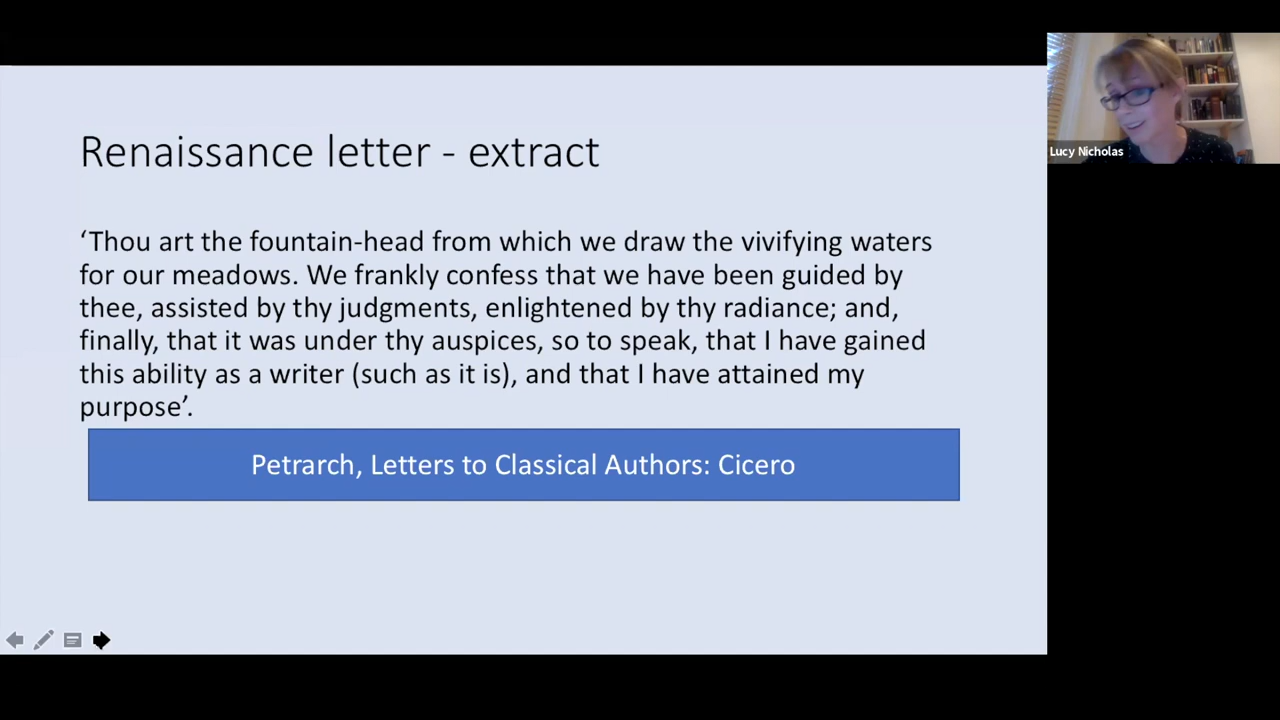 Renaissance letter - extract
‘Thou art the fountain-head from which we draw the vivifying waters
for our meadows. We frankly confess that we have been guided by
thee, assisted by thy judgments, enlightened by thy radiance; and,
finally, that it was under thy auspices, so to speak, that I have gained
this ability as a writer (such as it is), and that I have attained my
purpose’.
Petrarch, Letters to Classical Authors: Cicero
Lucy Nicholas